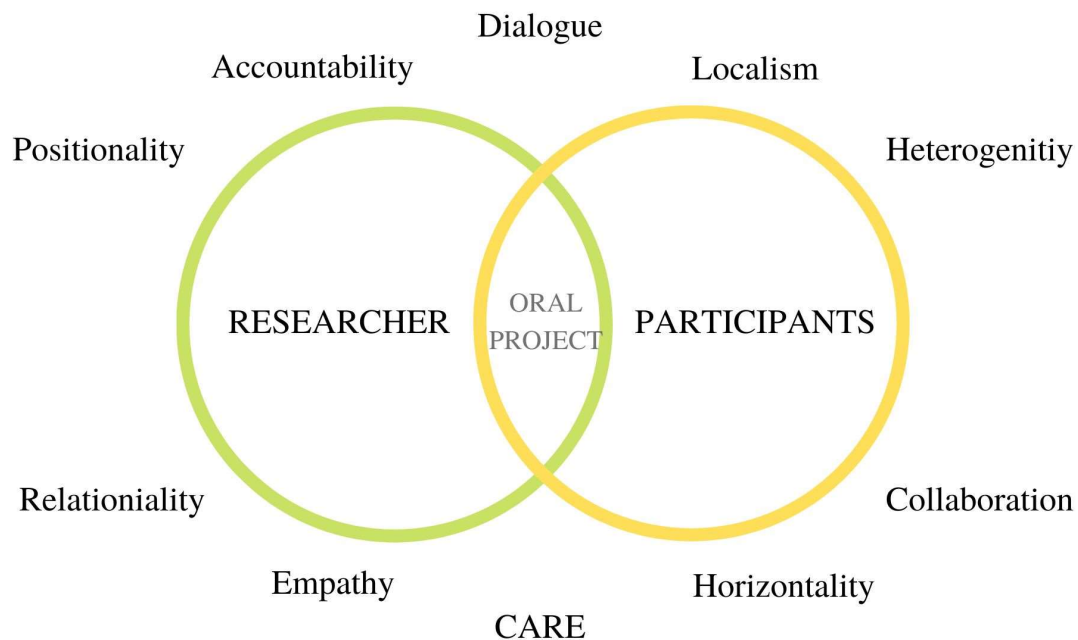 Dialogue
Accountability
Localism
Positionality
Heterogenitiy
RESEARCHER
ORAL
PROJECT
PARTICIPANTS
Relationiality
Collaboration
Empathy
Horizontality
CARE